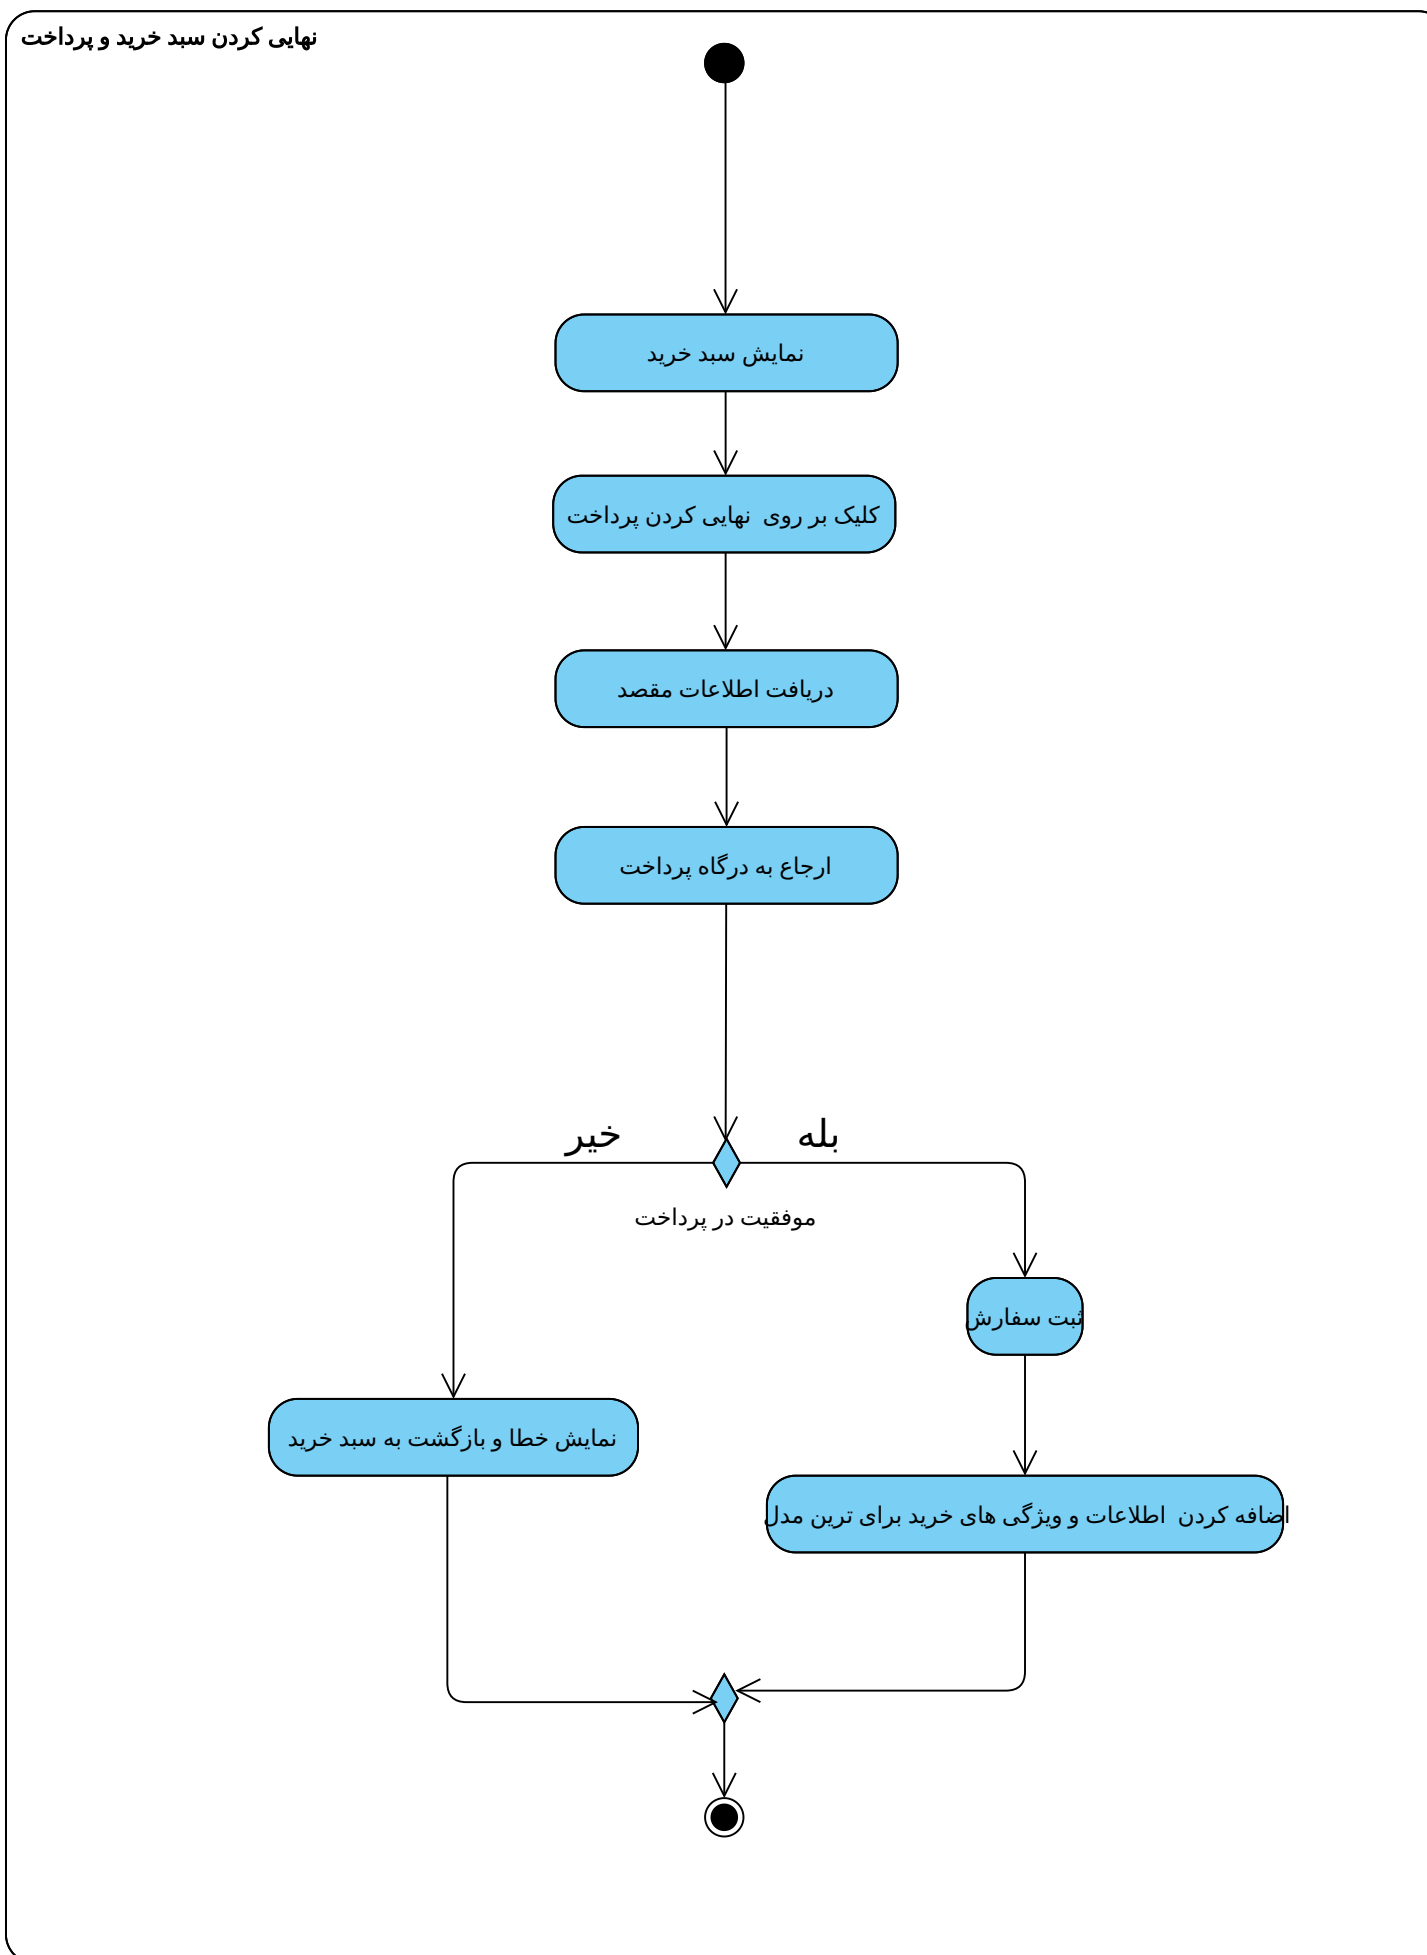 نهایی کردن سبد خرید و پرداخت
نمایش سبد خرید
کلیک بر روی  نهایی کردن پرداخت
دریافت اطلاعات مقصد
ارجاع به درگاه پرداخت
بله
خیر
موفقیت در پرداخت
ثبت سفارش
نمایش خطا و بازگشت به سبد خرید
اضافه کردن  اطلاعات و ویژگی های خرید برای ترین مدل